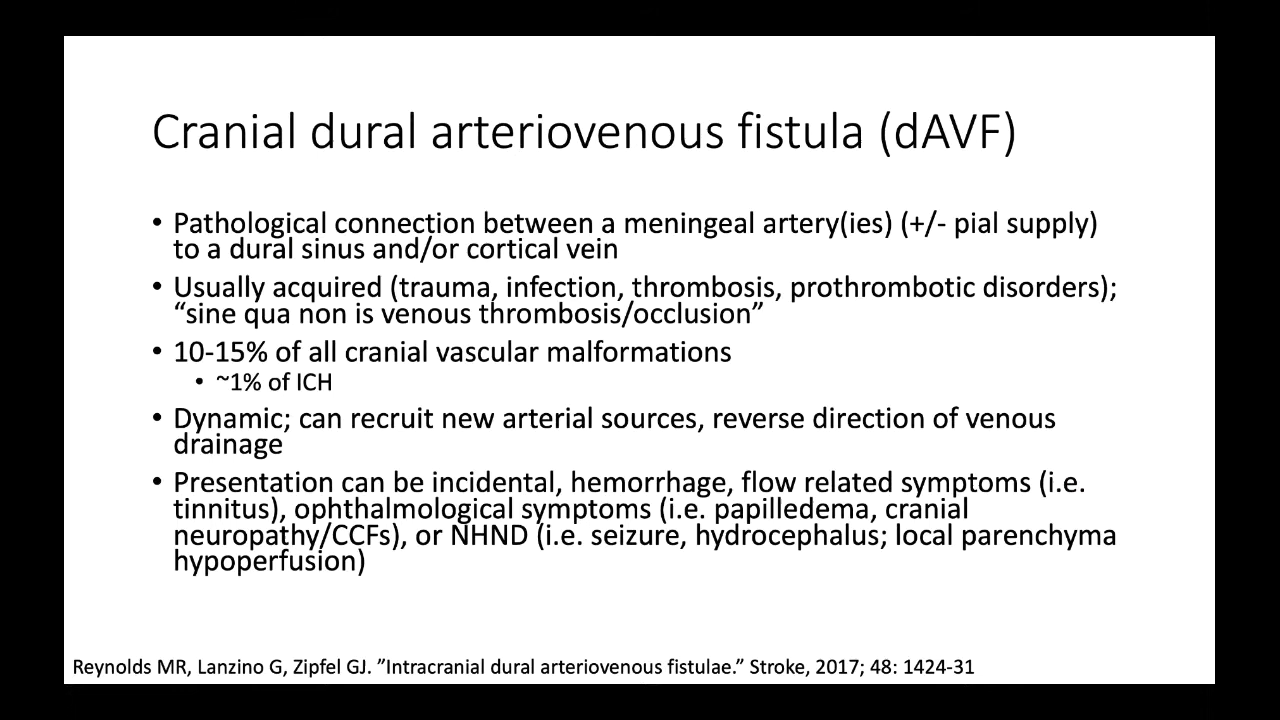 Cranial dural arteriovenous fistula (dAVF)
• Pathological connection between a meningeal artery(ies) (+/- pial supply)
to a dural sinus and/or cortical vein
• Usually acquired (trauma, infection, thrombosis, prothrombotic disorders);
“sine qua non is venous thrombosis/occlusion”
• 10-15% of all cranial vascular malformations
• ~1% of ICH
• Dynamic; can recruit new arterial sources, reverse direction of venous
drainage
• Presentation can be incidental, hemorrhage, flow related symptoms (i.e.
tinnitus), ophthalmological symptoms (i.e. papilledema, cranial
neuropathy/CCFs), or NHND (i.e. seizure, hydrocephalus; local parenchyma
hypoperfusion)
Reynolds MR, Lanzino G, Zipfel GJ. ”Intracranial dural arteriovenous fistulae.” Stroke, 2017; 48: 1424-31